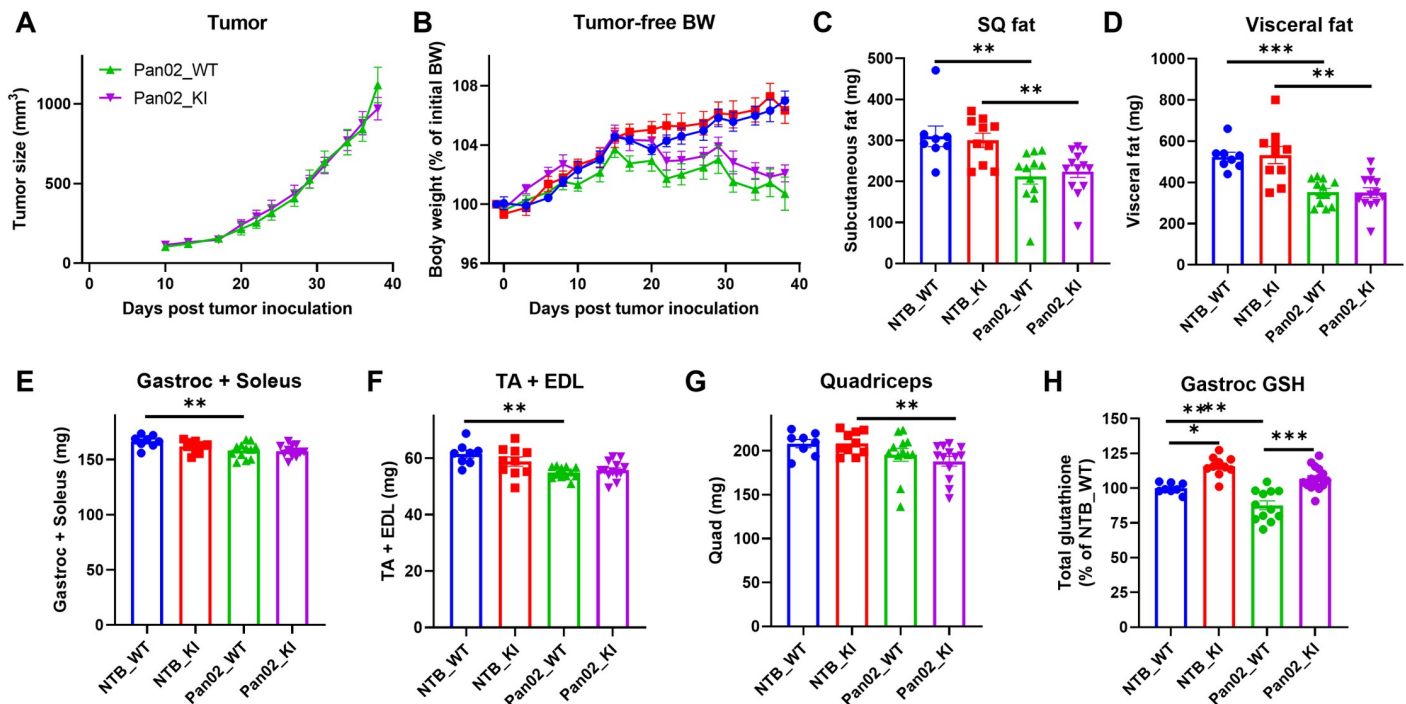 A
Tumor
Pan02_WT
Pan02_KI
Tumor size (mm³)
1000
500
0
0 10 20 30 40
Days post tumor inoculation
B
Tumor-free BW
Body weight (% of initial BW)
108
104
100
96
0 10 20 30 40
Days post tumor inoculation
C
SQ fat
**
**
Subcutaneous fat (mg)
500
400
300
200
100
0
NTB_WT
NTB_KI
Pan02_WT
Pan02_KI
D
Visceral fat
***
**
Visceral fat (mg)
1000
800
600
400
200
0
NTB_WT
NTB_KI
Pan02_WT
Pan02_KI
E
Gastroc + Soleus
**
Gastroc + Soleus (mg)
150
100
50
0
NTB_WT
NTB_KI
Pan02_WT
Pan02_KI
F
TA + EDL
**
TA + EDL (mg)
60
40
20
0
NTB_WT
NTB_KI
Pan02_WT
Pan02_KI
G
Quadriceps
**
Quad (mg)
200
150
100
50
0
NTB_WT
NTB_KI
Pan02_WT
Pan02_KI
H
Gastroc GSH
****
*
***
Total glutathione
(% of NTB_WT)
150
125
100
75
50
25
0
NTB_WT
NTB_KI
Pan02_WT
Pan02_KI